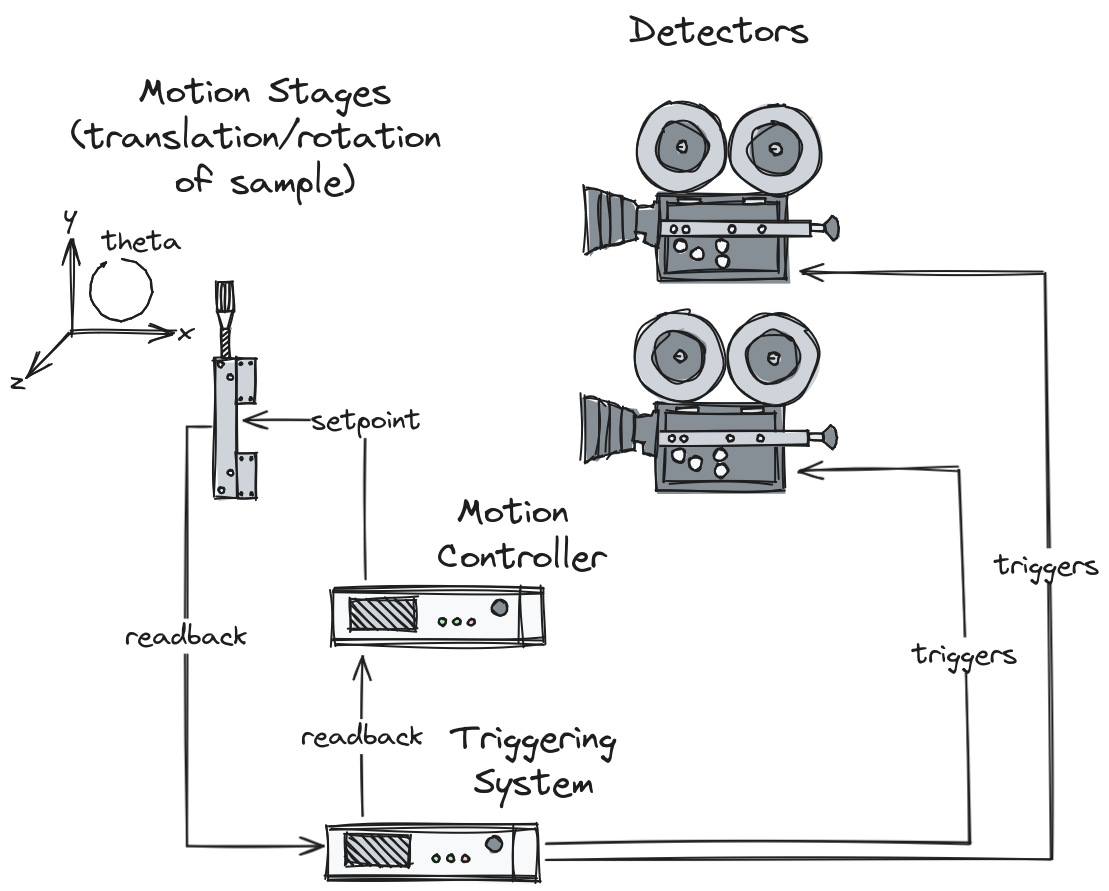 Detectors
Motion Stages
(translation/rotation
of sample)
y
theta
x
z
setpoint
Motion
Controller
triggers
readback
triggers
readback
Triggering
System